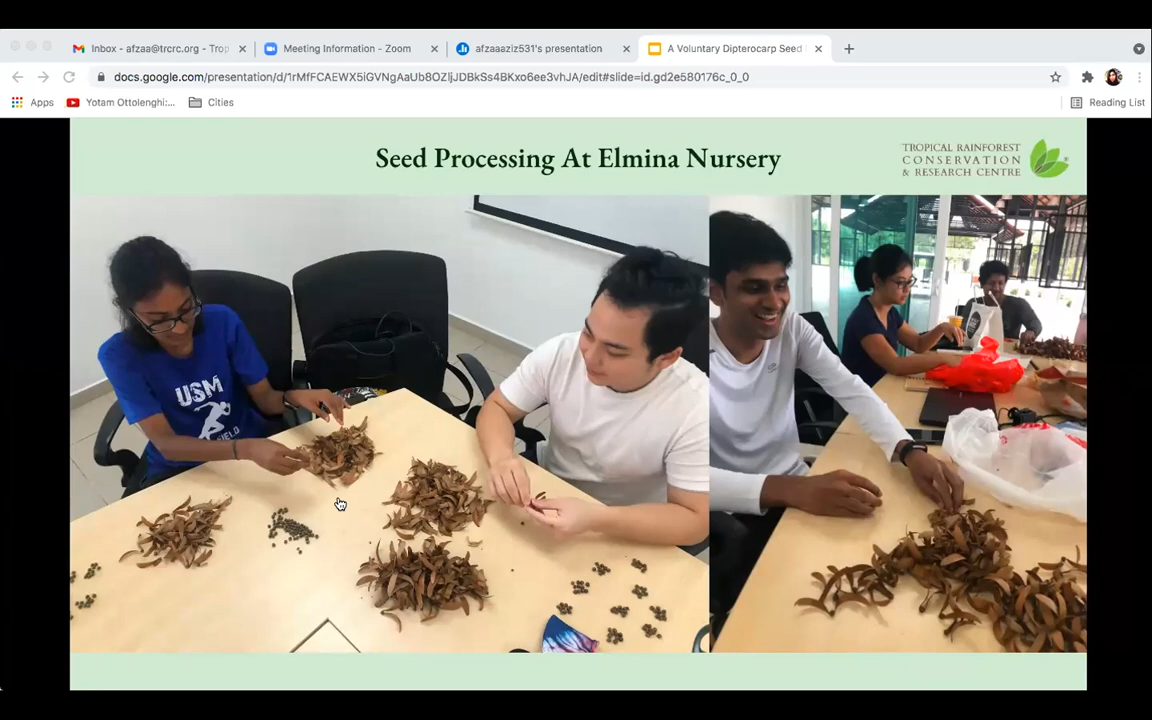 Inbox - afzaa@trcrc.org - Trop
Meeting Information - Zoom
afzaaaziz531's presentation
A Voluntary Dipterocarp Seed
docs.google.com/presentation/d/1rMfFCAEWX5iGVNgAaUb8OZljJDBkSs4BKxo6ee3vhJA/edit#slide=id.gd2e580176c_0_0
Apps
Yotam Ottolenghi:...
Cities
Reading List
Seed Processing At Elmina Nursery
TROPICAL RAINFOREST
CONSERVATION
& RESEARCH CENTRE
USM